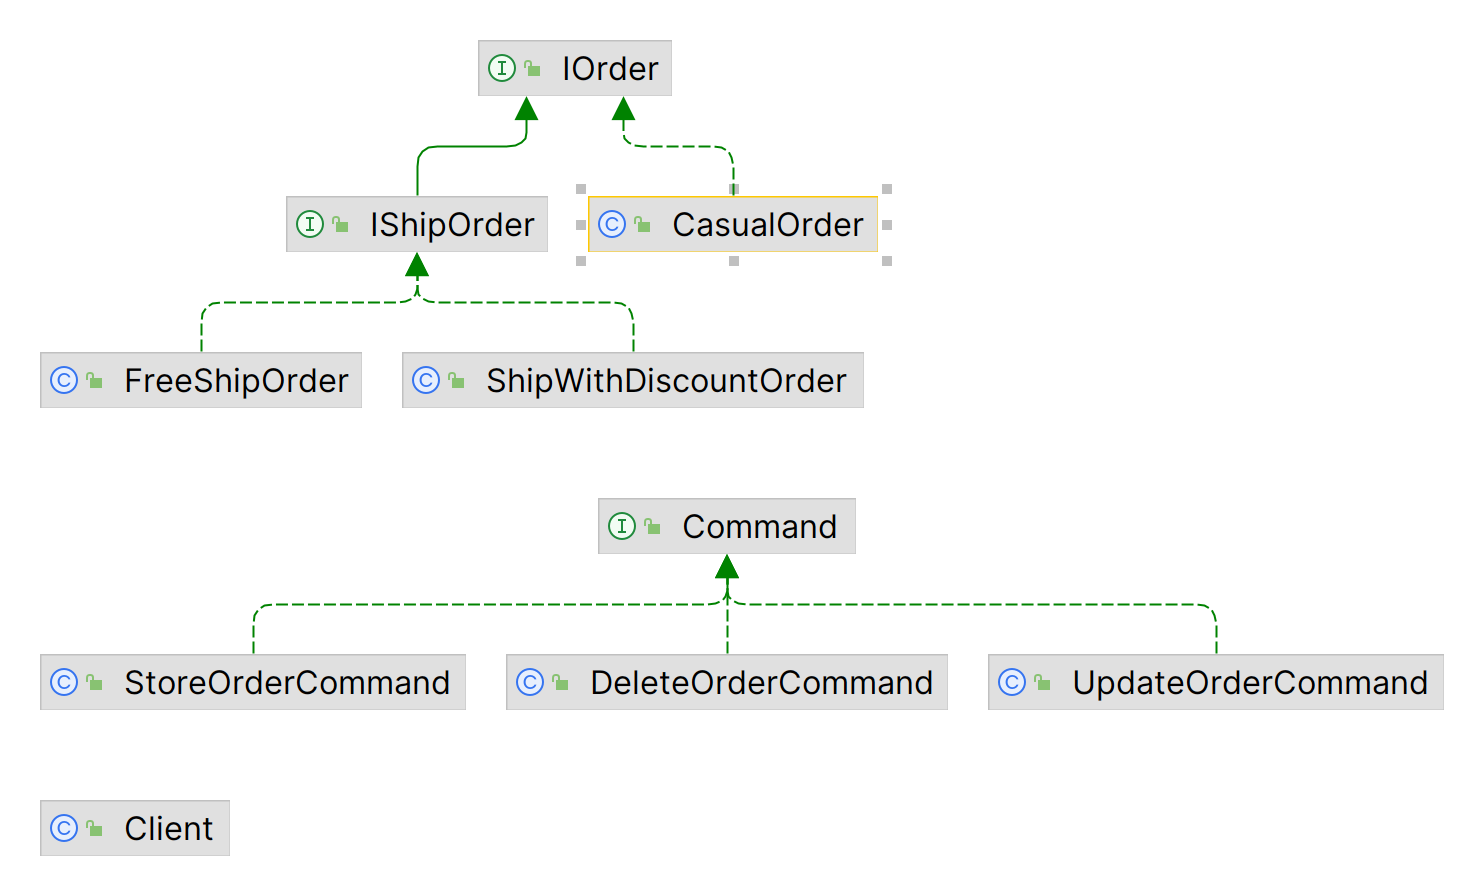 I IOrder
I IShipOrder
C CasualOrder
C FreeShipOrder
C ShipWithDiscountOrder
I Command
C StoreOrderCommand
C DeleteOrderCommand
C UpdateOrderCommand
C Client